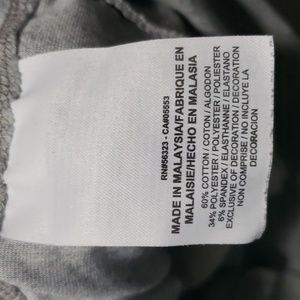 RN#56323 - CA#05553
MADE IN MALAYSIA/FABRIQUE EN
MALAISIE/HECHO EN MALASIA
60% COTTON / COTON / ALGODON
34% POLYESTER / POLYESTER / POLIESTER
6% SPANDEX / ELASTHANNE / ELASTANO
EXCLUSIVE OF DECORATION / DECORATION
NON COMPRISE / NO INCLUYE LA
DECORACION